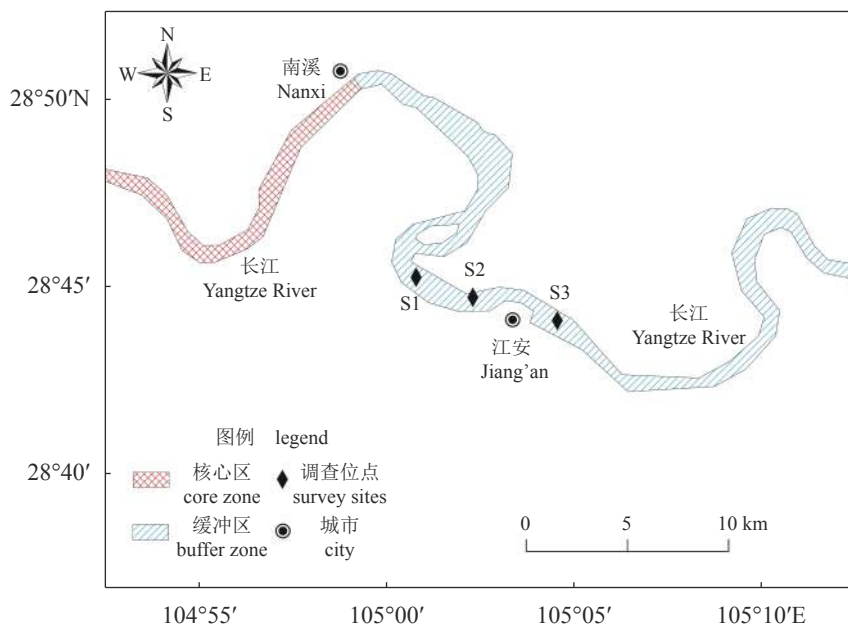 N
W E
S
南溪
Nanxi
28°50′N
长江
Yangtze River
28°45′
S1
S2
S3
江安
Jiang'an
长江
Yangtze River
图例 legend
28°40′
核心区
core zone
调查位点
survey sites
缓冲区
buffer zone
城市
city
0 5 10 km
104°55′ 105°00′ 105°05′ 105°10′E